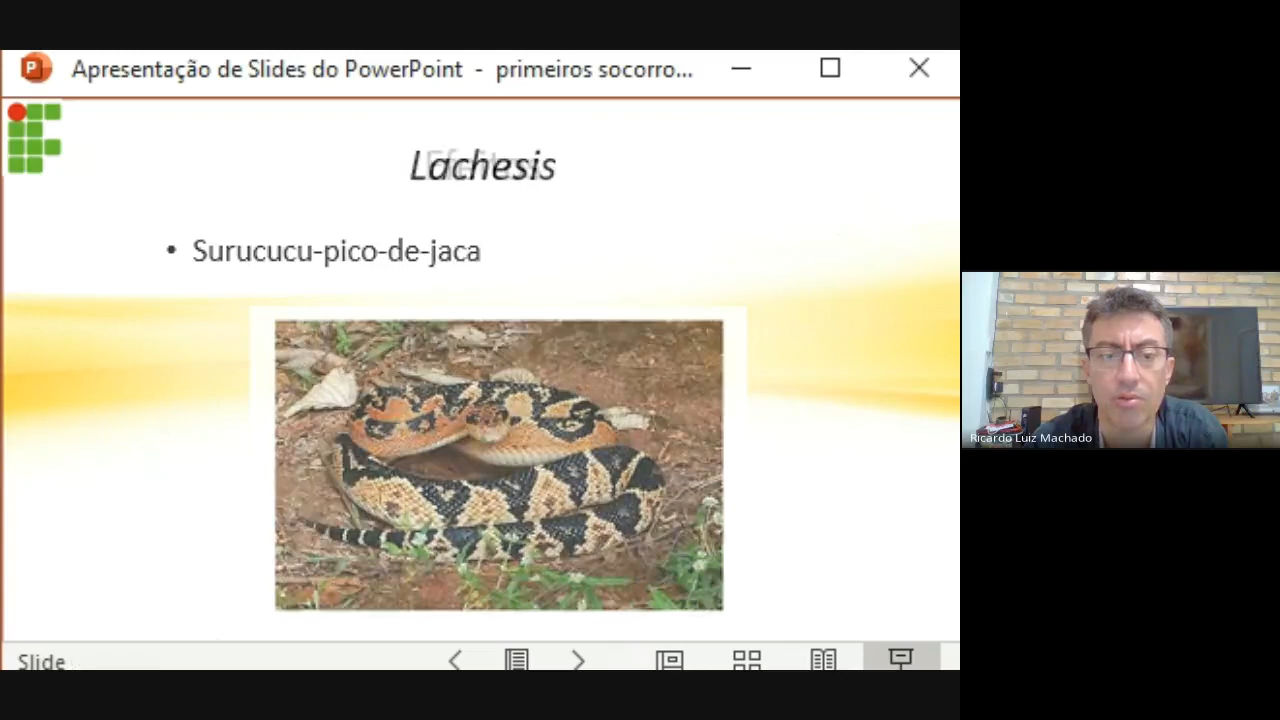 Apresentação de Slides do PowerPoint - primeiros socorro...
Lachesis
• Surucucu-pico-de-jaca
Ricardo Luiz Machado
Slide